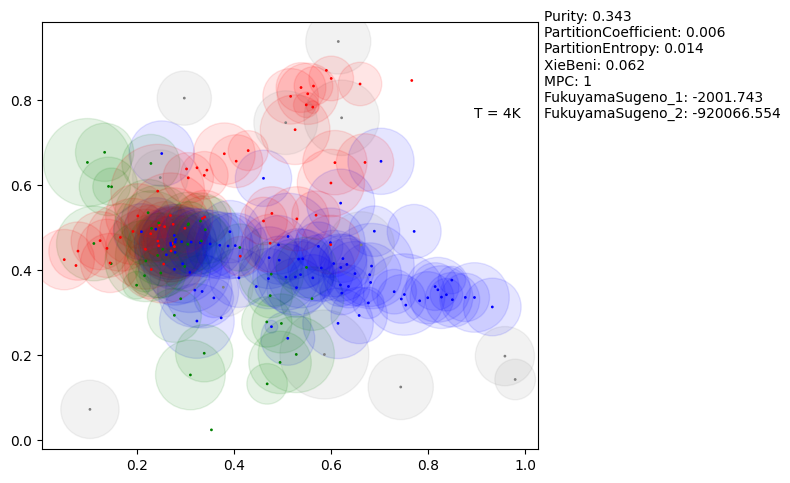 Purity: 0.343
PartitionCoefficient: 0.006
PartitionEntropy: 0.014
XieBeni: 0.062
MPC: 1
FukuyamaSugeno_1: -2001.743
FukuyamaSugeno_2: -920066.554
T = 4K
0.8
0.6
0.4
0.2
0.0
0.2 0.4 0.6 0.8 1.0